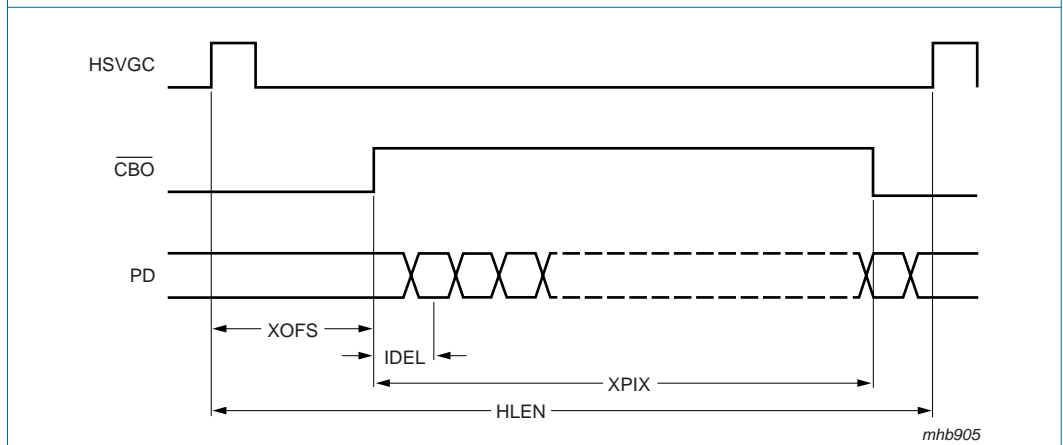 HSVGC
CBO
PD
XOFS
IDEL
XPIX
HLEN
mhb905